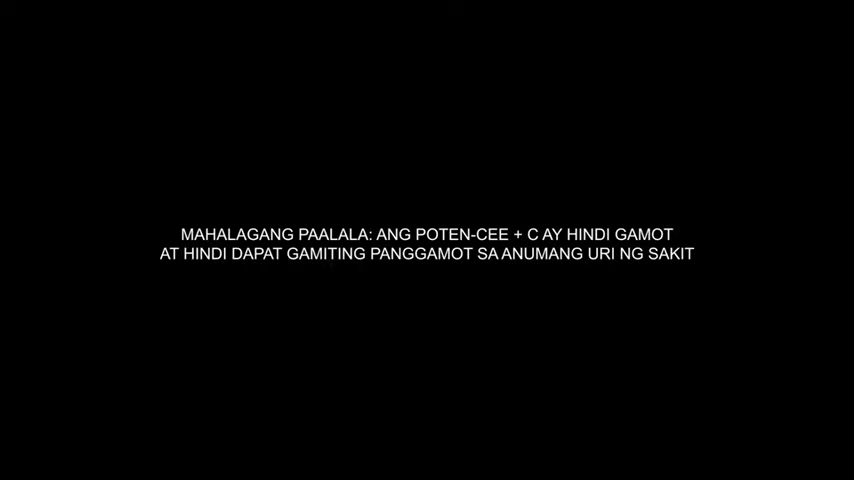 MAHALAGANG PAALALA: ANG POTEN-CEE + C AY HINDI GAMOT
AT HINDI DAPAT GAMITING PANGGAMOT SA ANUMANG URI NG SAKIT